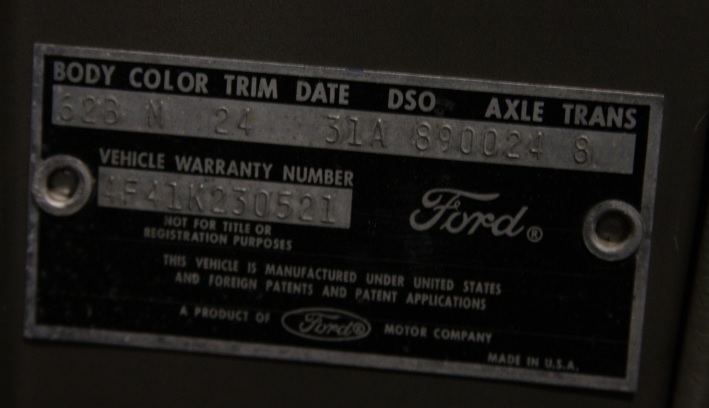 BODY COLOR TRIM DATE DSO AXLE TRANS
62B N 24 31A 890024 8
VEHICLE WARRANTY NUMBER
4F41K230521
Ford®
NOT FOR TITLE OR
REGISTRATION PURPOSES
THIS VEHICLE IS MANUFACTURED UNDER UNITED STATES
AND FOREIGN PATENTS AND PATENT APPLICATIONS
A PRODUCT OF Ford® MOTOR COMPANY
MADE IN U.S.A.